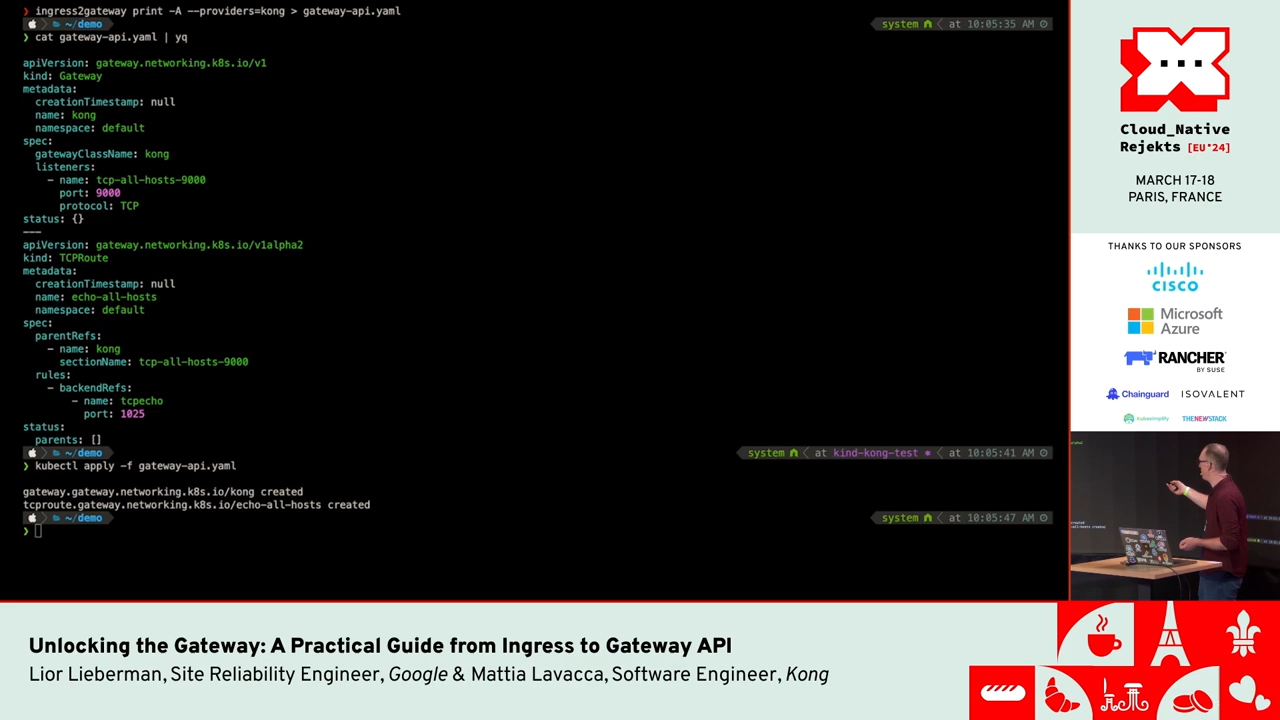 ❯ ingress2gateway print -A --providers=kong > gateway-api.yaml
~/demo
system
at 10:05:35 AM
❯ cat gateway-api.yaml | yq
apiVersion: gateway.networking.k8s.io/v1
kind: Gateway
metadata:
creationTimestamp: null
name: kong
namespace: default
spec:
gatewayClassName: kong
listeners:
- name: tcp-all-hosts-9000
port: 9000
protocol: TCP
status: {}
---
apiVersion: gateway.networking.k8s.io/v1alpha2
kind: TCPRoute
metadata:
creationTimestamp: null
name: echo-all-hosts
namespace: default
spec:
parentRefs:
- name: kong
sectionName: tcp-all-hosts-9000
rules:
- backendRefs:
- name: tcpecho
port: 1025
status:
parents: []
~/demo
system
at kind-kong-test *
at 10:05:41 AM
❯ kubectl apply -f gateway-api.yaml
gateway.gateway.networking.k8s.io/kong created
tcproute.gateway.networking.k8s.io/echo-all-hosts created
~/demo
system
at 10:05:47 AM
❯
Cloud_Native
Rejekts [EU'24]
MARCH 17-18
PARIS, FRANCE
THANKS TO OUR SPONSORS
CISCO
Microsoft
Azure
RANCHER
BY SUSE
Chainguard
ISOVALENT
kubesimplify
THENEWSTACK
Unlocking the Gateway: A Practical Guide from Ingress to Gateway API
Lior Lieberman, Site Reliability Engineer, Google & Mattia Lavacca, Software Engineer, Kong